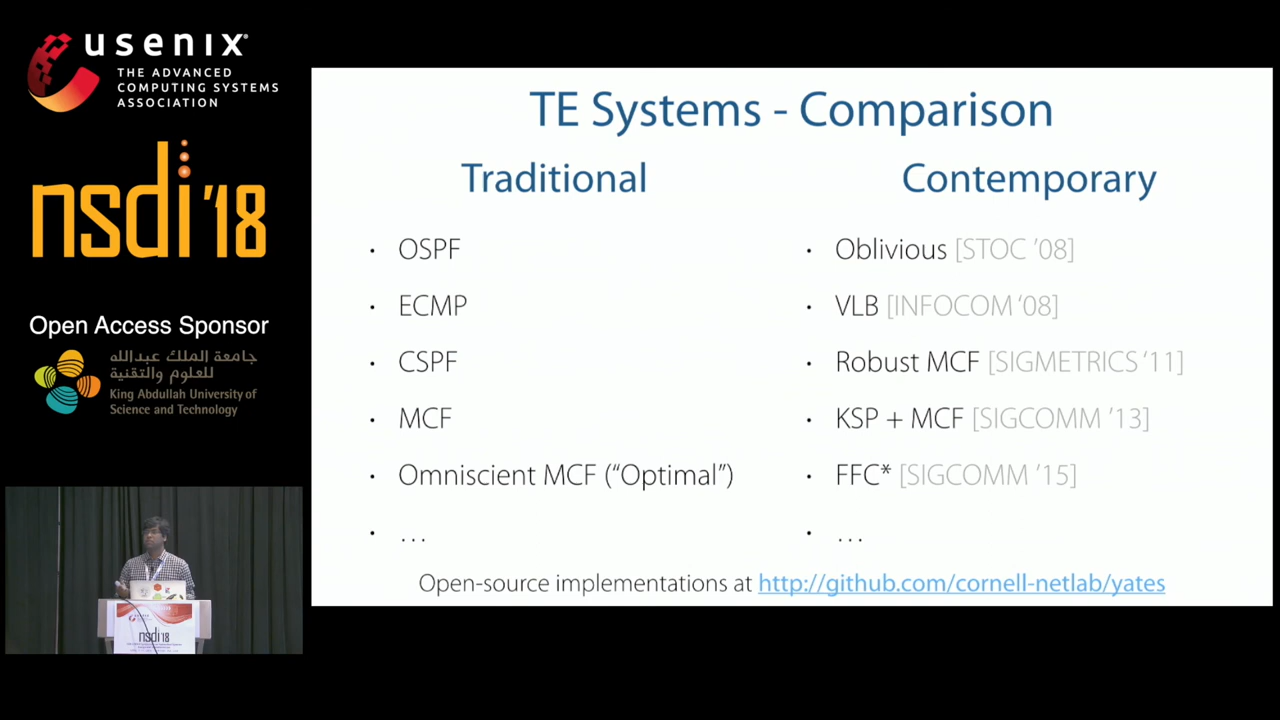 usenix
THE ADVANCED
COMPUTING SYSTEMS
ASSOCIATION
nsdi '18
Open Access Sponsor
جامعة الملك عبدالله
للعلوم والتقنية
King Abdullah University of
Science and Technology
TE Systems - Comparison
Traditional
• OSPF
• ECMP
• CSPF
• MCF
• Omniscient MCF (“Optimal”)
• ...
Contemporary
• Oblivious [STOC ’08]
• VLB [INFOCOM ‘08]
• Robust MCF [SIGMETRICS ‘11]
• KSP + MCF [SIGCOMM ’13]
• FFC* [SIGCOMM ’15]
• ...
Open-source implementations at http://github.com/cornell-netlab/yates
usenix
nsdi18